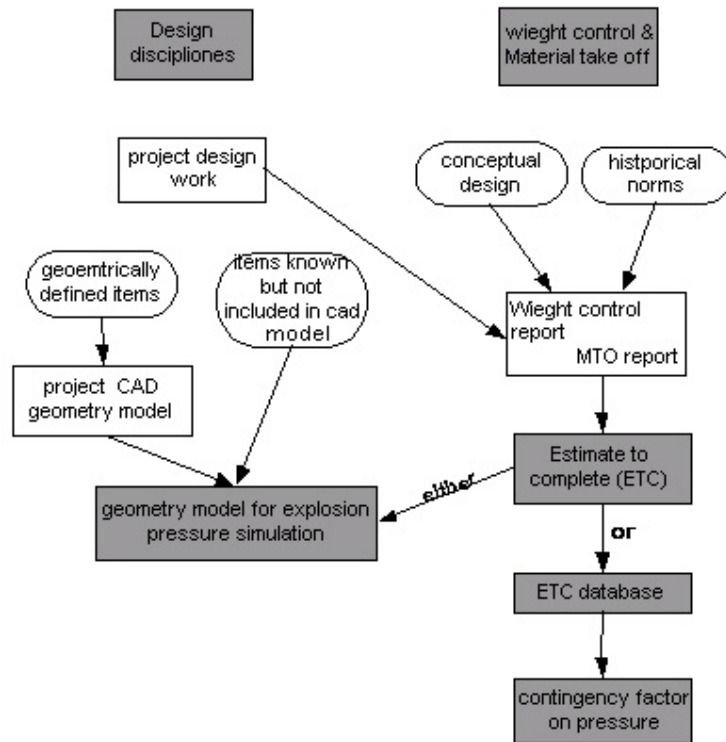 Design
discipliones
wieght control &
Material take off
project design
work
conceptual
design
histporical
norms
geoemtrically
defined items
items known
but not
included in cad
model
Wieght control
report
MTO report
project CAD
geometry model
Estimate to
complete (ETC)
either
geometry model for explosion
pressure simulation
or
ETC database
contingency factor
on pressure